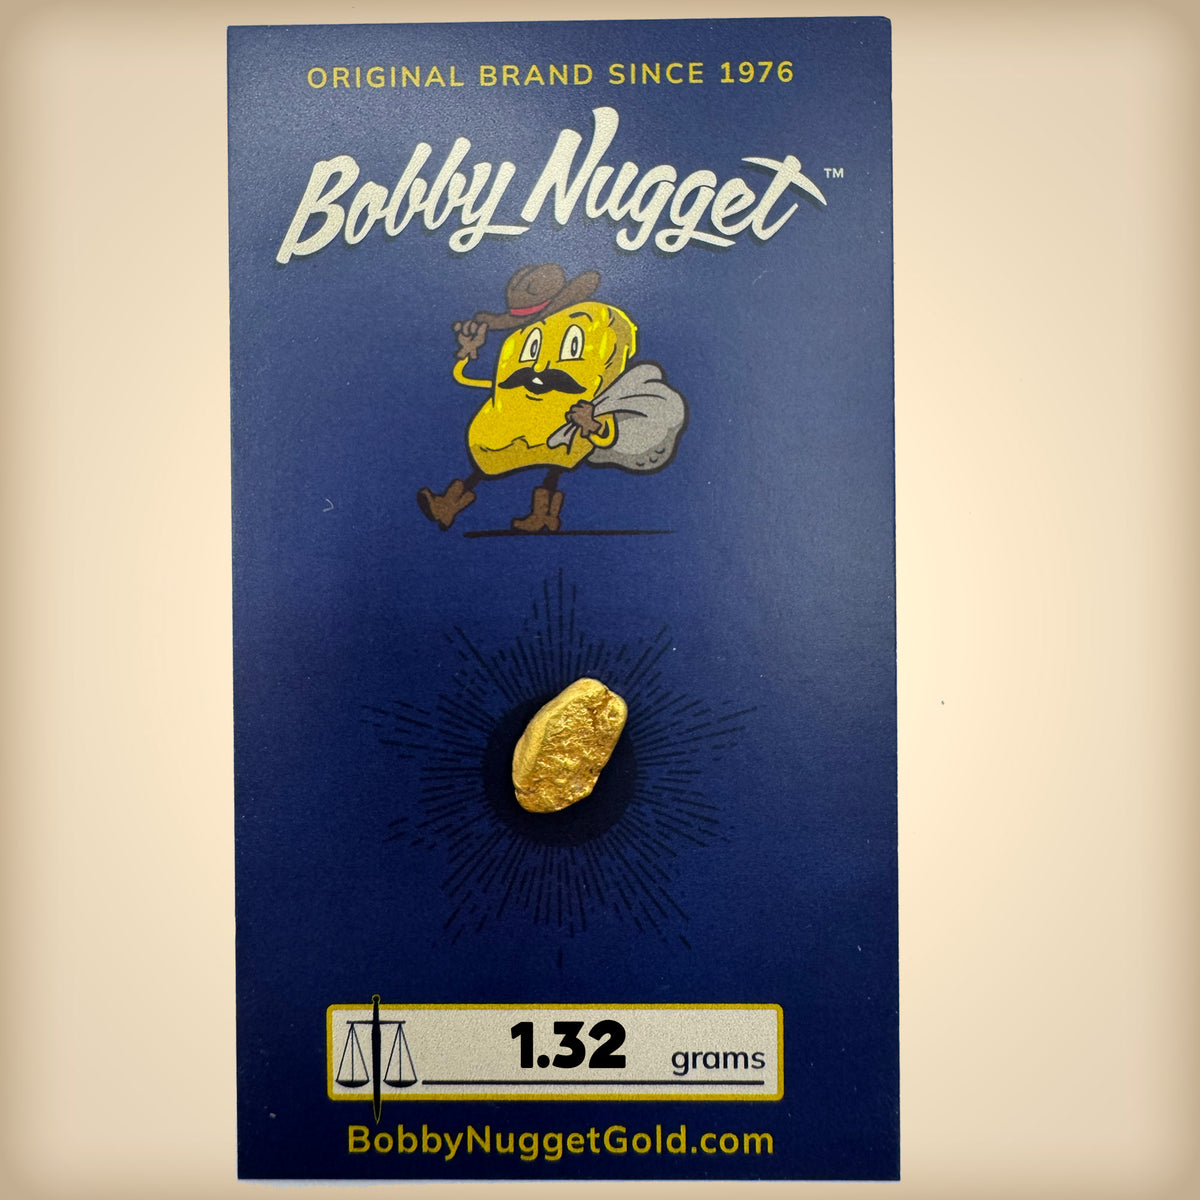 ORIGINAL BRAND SINCE 1976
Bobby Nugget™
1.32 grams
BobbyNuggetGold.com